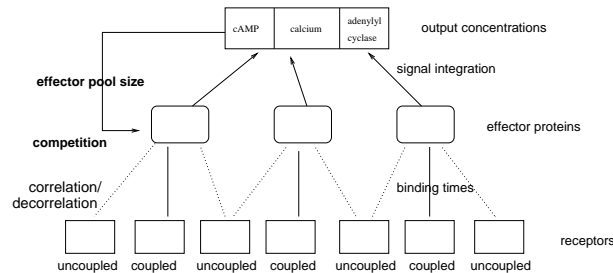 cAMP
calcium
adenylyl
cyclase
output concentrations
effector pool size
signal integration
competition
effector proteins
correlation/
decorrelation
binding times
receptors
uncoupled coupled uncoupled coupled uncoupled coupled uncoupled